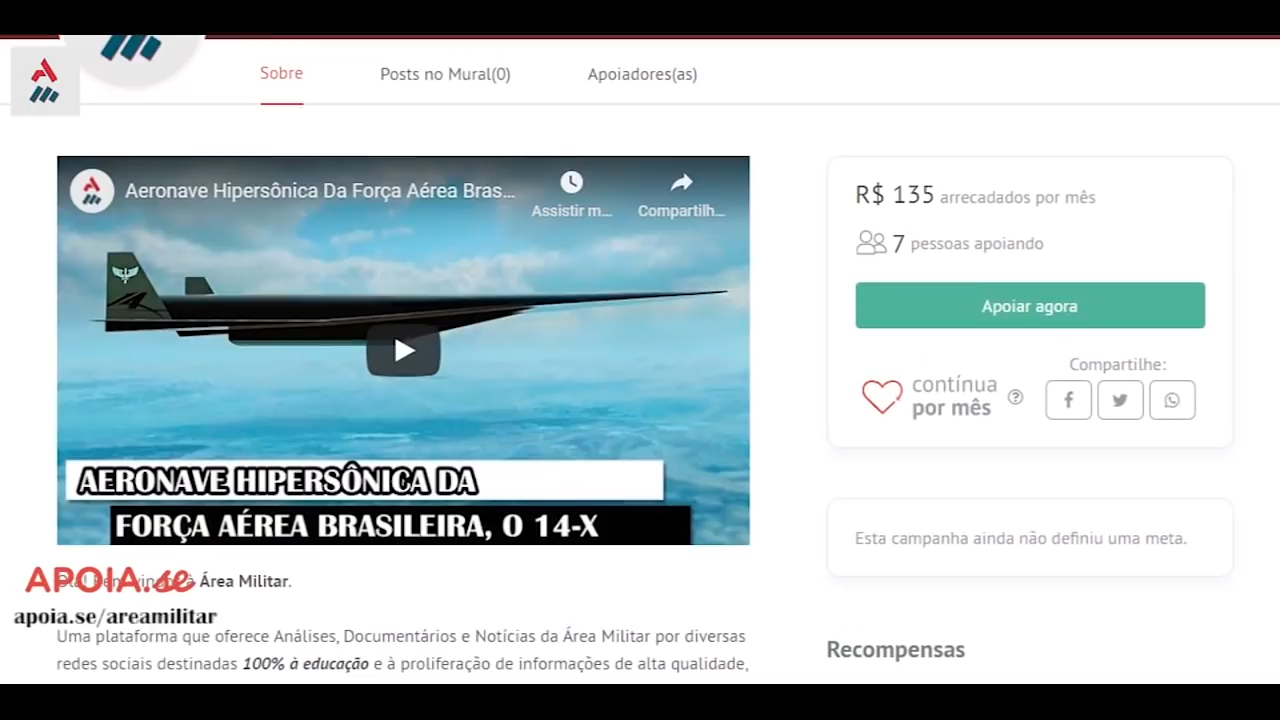 Sobre
Posts no Mural(0)
Apoiadores(as)
Aeronave Hipersônica Da Força Aérea Bras...
Assistir m...
Compartilh...
AERONAVE HIPERSÔNICA DA
FORÇA AÉREA BRASILEIRA, O 14-X
R$ 135 arrecadados por mês
7 pessoas apoiando
Apoiar agora
contínua
por mês
?
Compartilhe:
Esta campanha ainda não definiu uma meta.
Recompensas
APOIA.se
Área Militar.
apoia.se/areamilitar
Uma plataforma que oferece Análises, Documentários e Notícias da Área Militar por diversas
redes sociais destinadas 100% à educação e à proliferação de informações de alta qualidade,